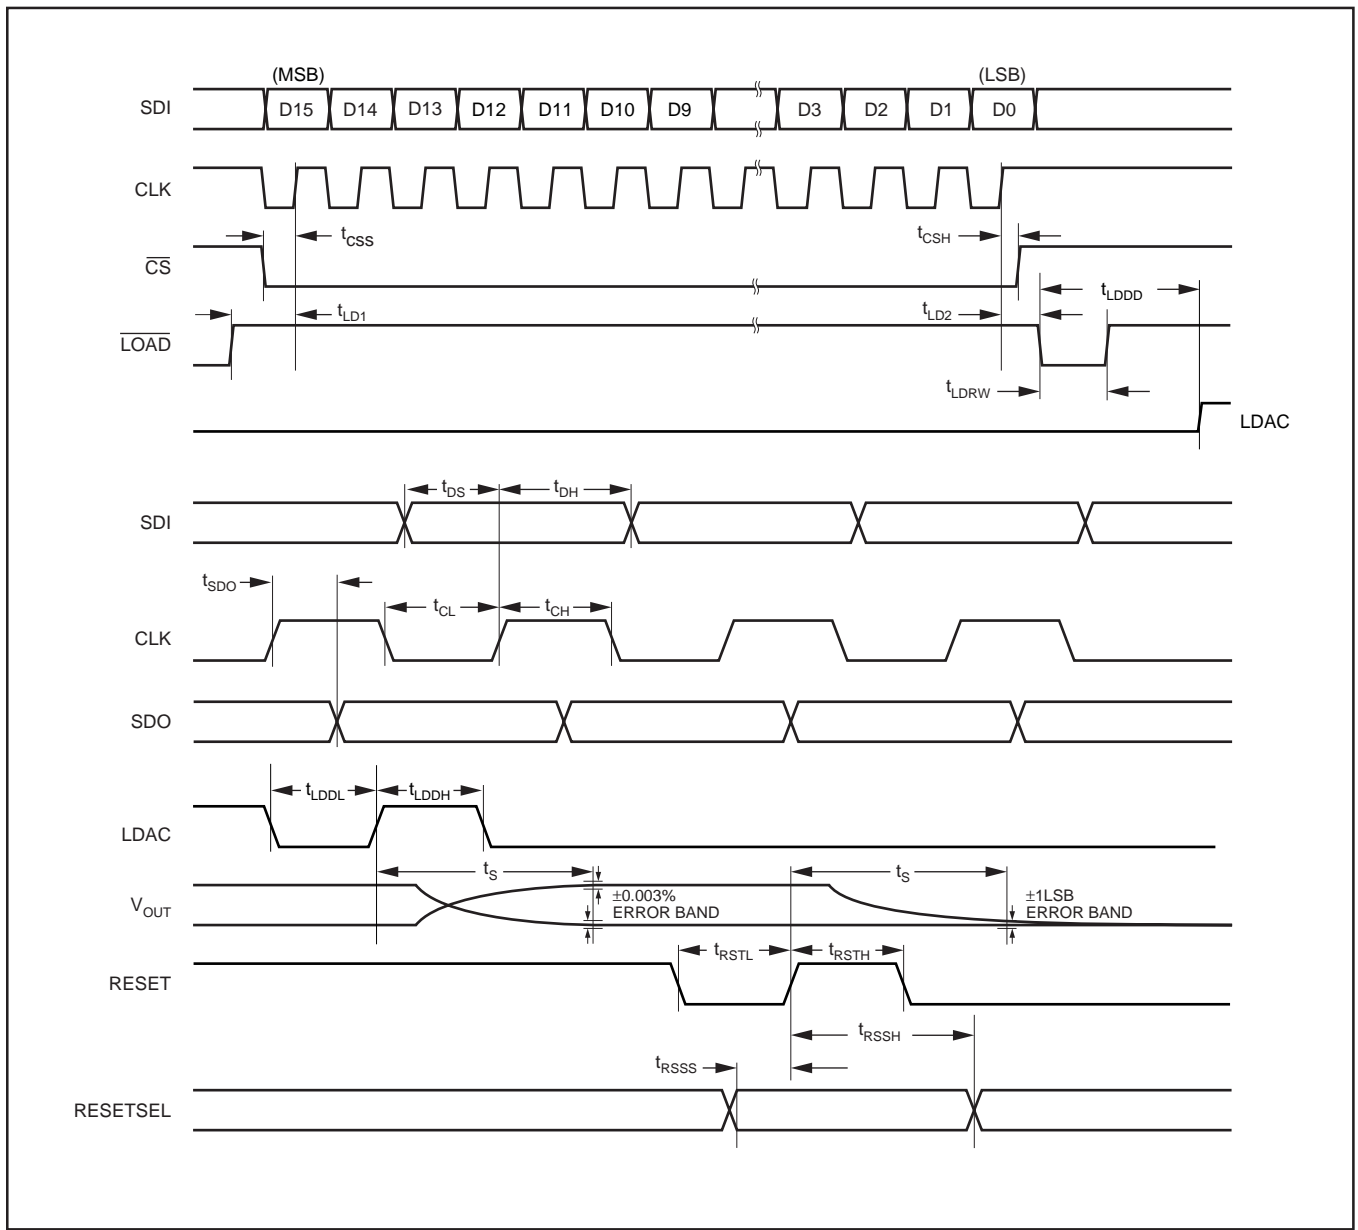 (MSB) (LSB)
SDI D15 D14 D13 D12 D11 D10 D9 D3 D2 D1 D0
CLK
tCSS tCSH
CS
tLDDD
tLD1 tLD2
LOAD
tLDRW
LDAC
tDS tDH
SDI
tSDO
tCL tCH
CLK
SDO
tLDDL tLDDH
LDAC
tS tS
±0.003%
ERROR BAND
±1LSB
ERROR BAND
VOUT
tRSTL tRSTH
RESET
tRSSH
tRSSS
RESETSEL